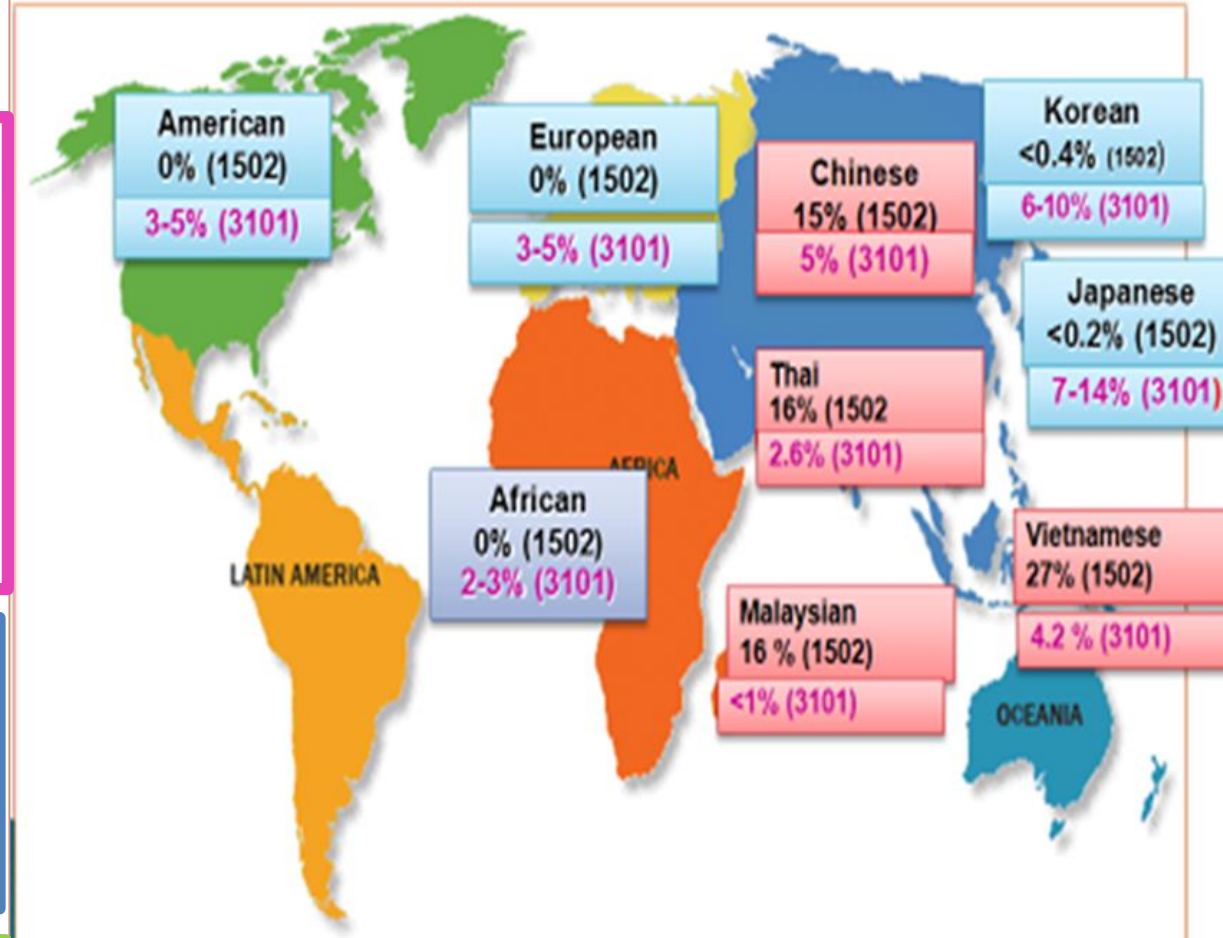 American
0% (1502)
3-5% (3101)
European
0% (1502)
3-5% (3101)
Chinese
15% (1502)
5% (3101)
Korean
<0.4% (1502)
6-10% (3101)
Japanese
<0.2% (1502)
7-14% (3101)
Thai
16% (1502
2.6% (3101)
AFRICA
African
0% (1502)
2-3% (3101)
LATIN AMERICA
Vietnamese
27% (1502)
4.2 % (3101)
Malaysian
16 % (1502)
<1% (3101)
OCEANIA